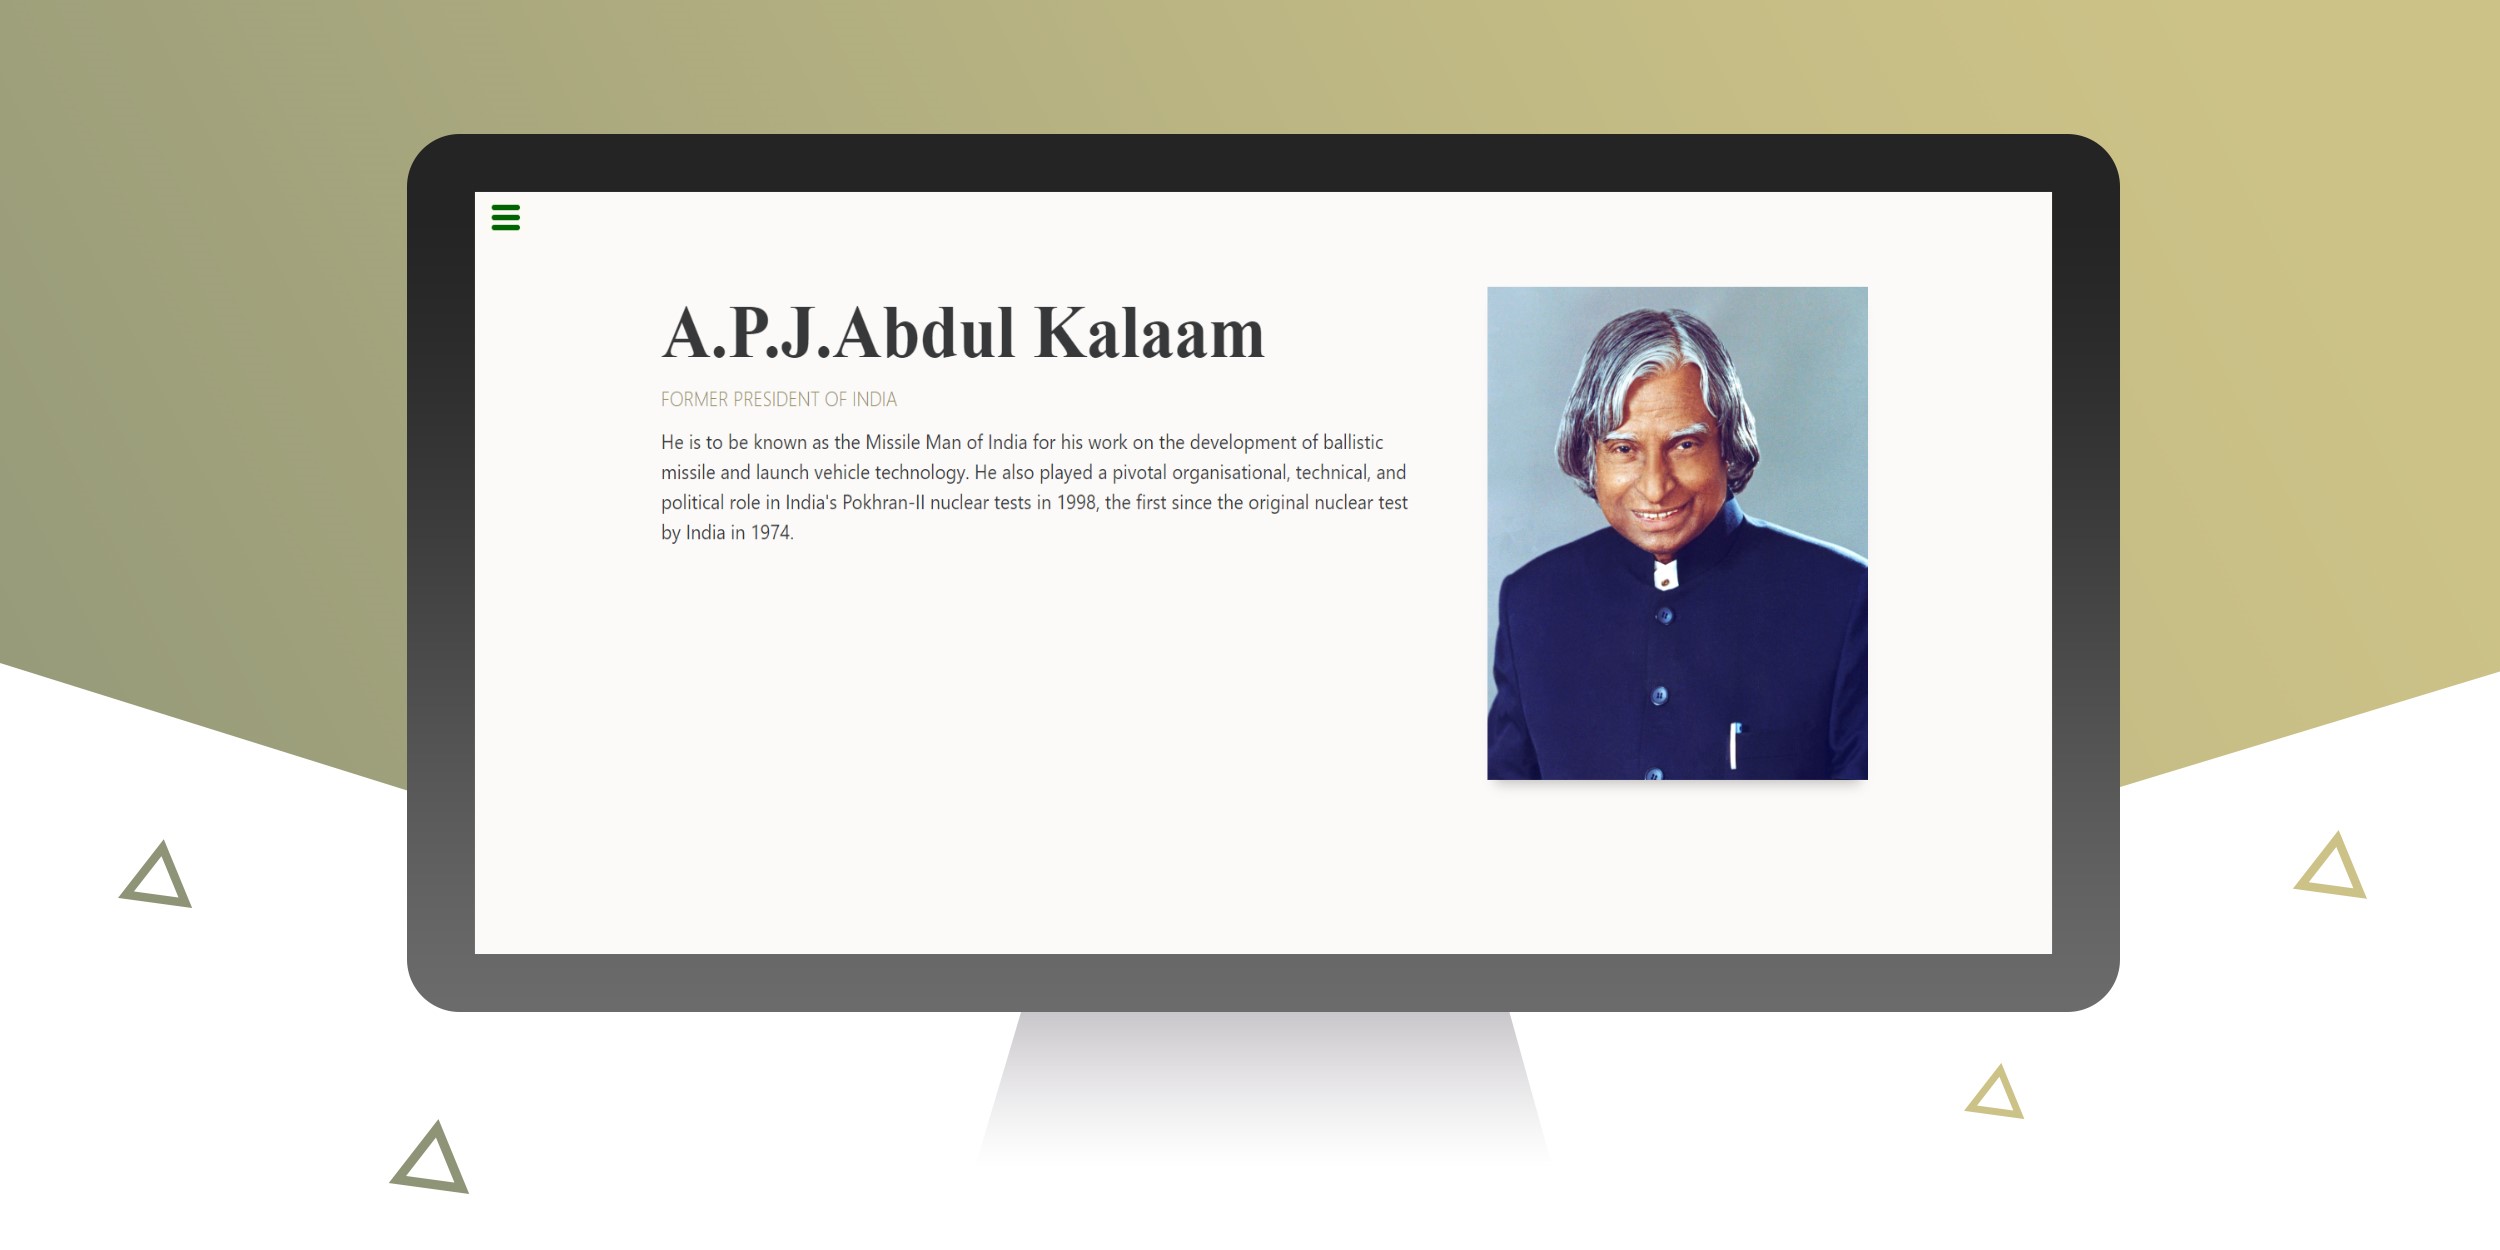 A.P.J.Abdul Kalaam
FORMER PRESIDENT OF INDIA
He is to be known as the Missile Man of India for his work on the development of ballistic
missile and launch vehicle technology. He also played a pivotal organisational, technical, and
political role in India's Pokhran-II nuclear tests in 1998, the first since the original nuclear test
by India in 1974.